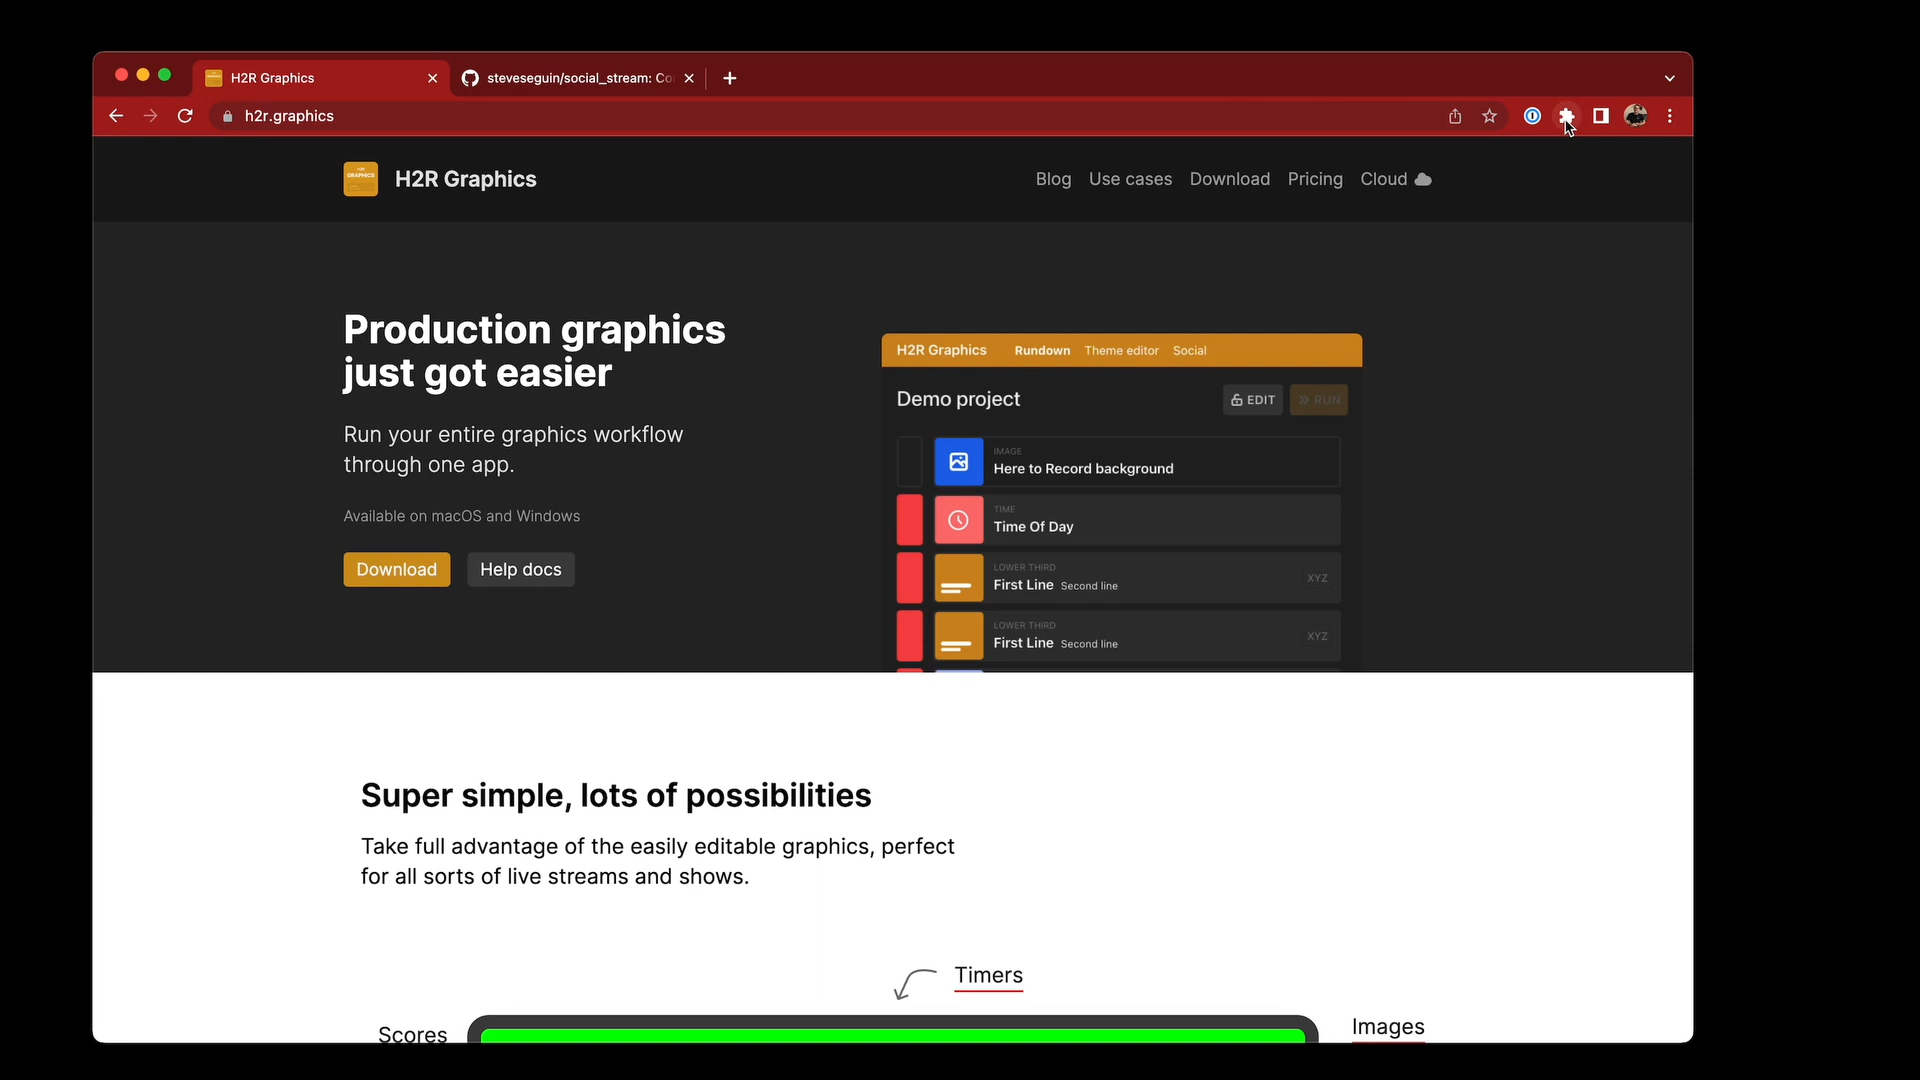 H2R Graphics
steveseguin/social_stream: Co
h2r.graphics
H2R Graphics
Blog Use cases Download Pricing Cloud
Production graphics
just got easier
Run your entire graphics workflow
through one app.
Available on macOS and Windows
Download Help docs
H2R Graphics Rundown Theme editor Social
Demo project EDIT RUN
IMAGE
Here to Record background
TIME
Time Of Day
LOWER THIRD
First Line Second line XYZ
LOWER THIRD
First Line Second line XYZ
Super simple, lots of possibilities
Take full advantage of the easily editable graphics, perfect
for all sorts of live streams and shows.
Timers
Scores
Images